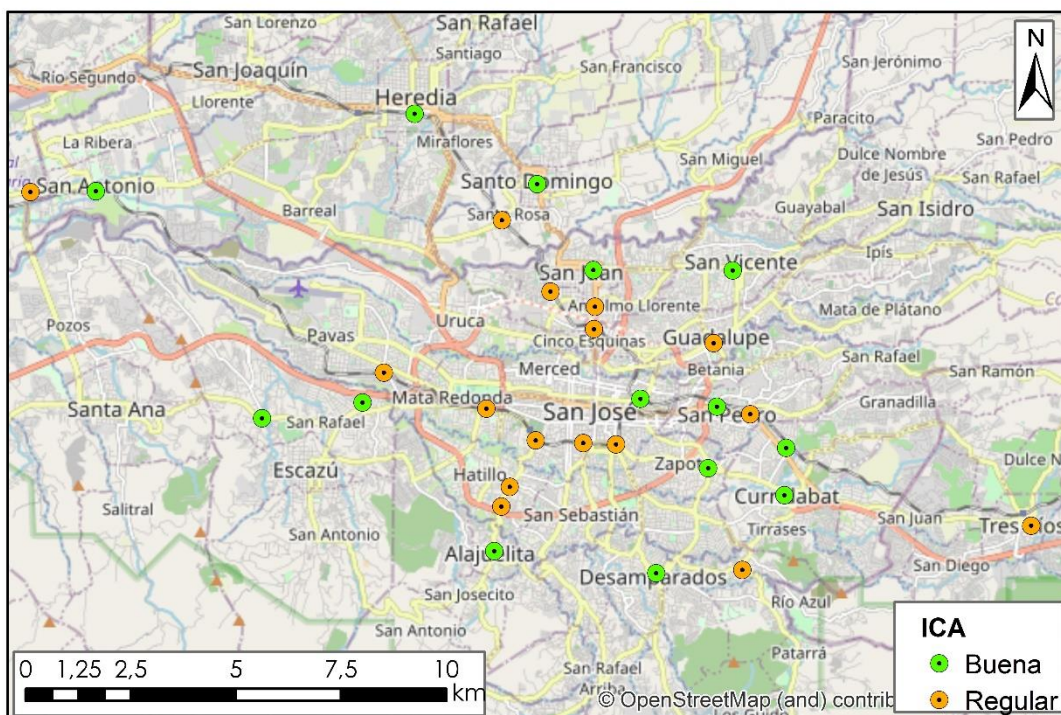 San Lorenzo
San Rafael
N
San Joaquín
Santiago
San Francisco
San Jerónimo
Río Segundo
Llorente
Heredia
Paracito
La Ribera
Miraflores
San Pedro
San Miguel
Dulce Nombre
de Jesús
San Antonio
Santo Domingo
San Rafael
Barreal
Guayabal
San Isidro
San Juan
San Vicente
Ipís
Anselmo Llorente
Mata de Plátano
Pozos
Pavas
Uruca
Cinco Esquinas
Guadalupe
San Rafael
Merced
Betania
San Ramón
Santa Ana
Mata Redonda
San José
San Pedro
Granadilla
San Rafael
Escazú
Hatillo
Zapote
Dulce N
Salitral
Curridabat
San Sebastián
San Juan
Tirrases
San Antonio
Alajuelita
Desamparados
San Diego
San Josecito
Río Azul
San Antonio
Patarrá
ICA
Buena
Regular
0 1,25 2,5 5 7,5 10
km
San Rafael
Arriba
© OpenStreetMap (and) contrib